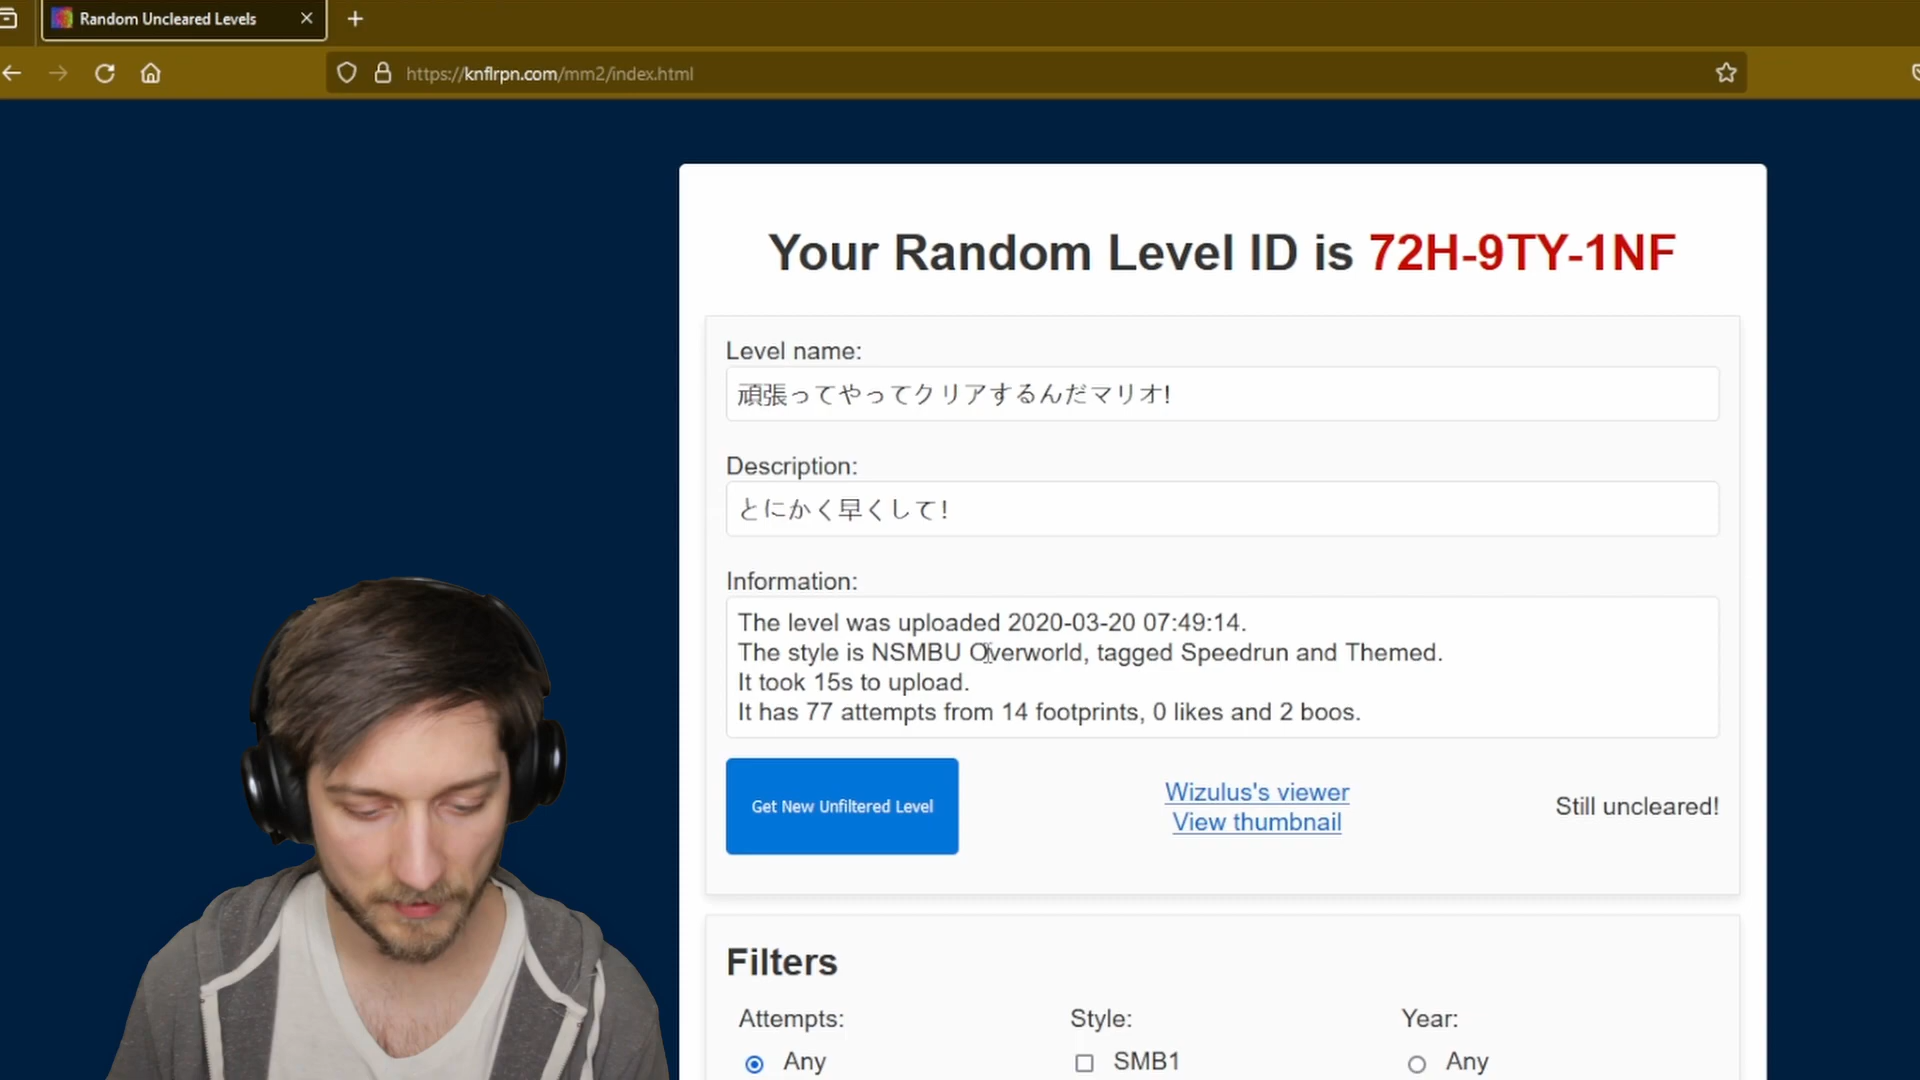 Random Uncleared Levels
https://knflrpn.com/mm2/index.html
Your Random Level ID is 72H-9TY-1NF
Level name:
頑張ってやってクリアするんだマリオ!
Description:
とにかく早くして!
Information:
The level was uploaded 2020-03-20 07:49:14.
The style is NSMBU Overworld, tagged Speedrun and Themed.
It took 15s to upload.
It has 77 attempts from 14 footprints, 0 likes and 2 boos.
Get New Unfiltered Level
Wizulus's viewer
View thumbnail
Still uncleared!
Filters
Attempts:
Style:
Year:
Any
SMB1
Any